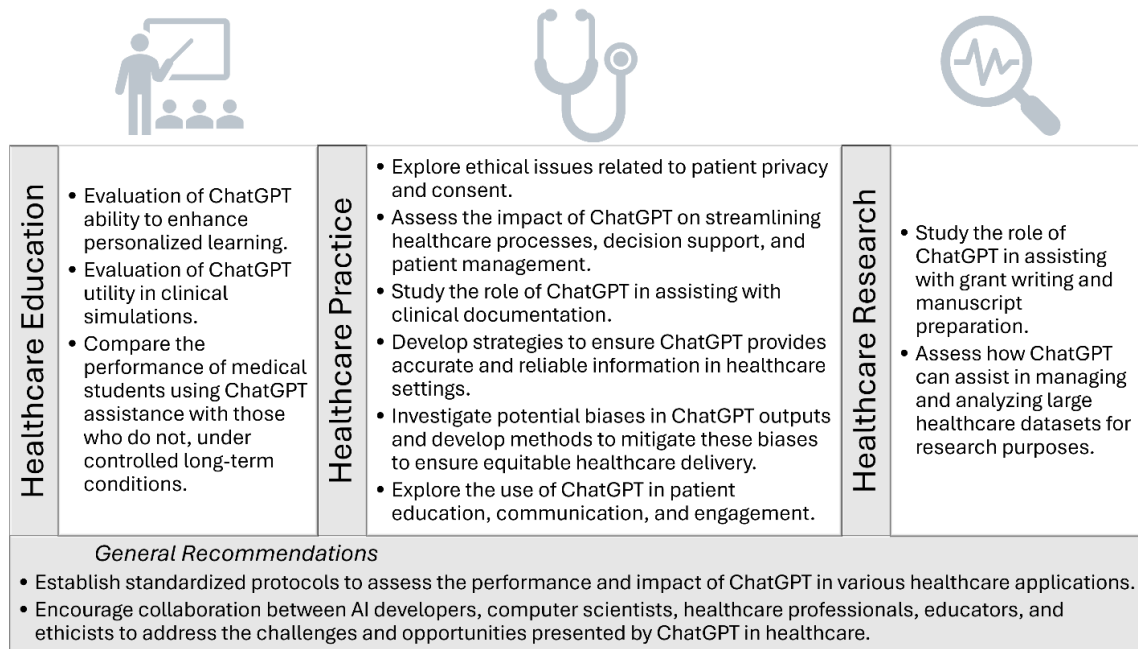 Healthcare Education
• Evaluation of ChatGPT
ability to enhance
personalized learning.
• Evaluation of ChatGPT
utility in clinical
simulations.
• Compare the
performance of medical
students using ChatGPT
assistance with those
who do not, under
controlled long-term
conditions.
Healthcare Practice
• Explore ethical issues related to patient privacy
and consent.
• Assess the impact of ChatGPT on streamlining
healthcare processes, decision support, and
patient management.
• Study the role of ChatGPT in assisting with
clinical documentation.
• Develop strategies to ensure ChatGPT provides
accurate and reliable information in healthcare
settings.
• Investigate potential biases in ChatGPT outputs
and develop methods to mitigate these biases
to ensure equitable healthcare delivery.
• Explore the use of ChatGPT in patient
education, communication, and engagement.
Healthcare Research
• Study the role of
ChatGPT in assisting
with grant writing and
manuscript
preparation.
• Assess how ChatGPT
can assist in managing
and analyzing large
healthcare datasets for
research purposes.
General Recommendations
• Establish standardized protocols to assess the performance and impact of ChatGPT in various healthcare applications.
• Encourage collaboration between AI developers, computer scientists, healthcare professionals, educators, and
ethicists to address the challenges and opportunities presented by ChatGPT in healthcare.